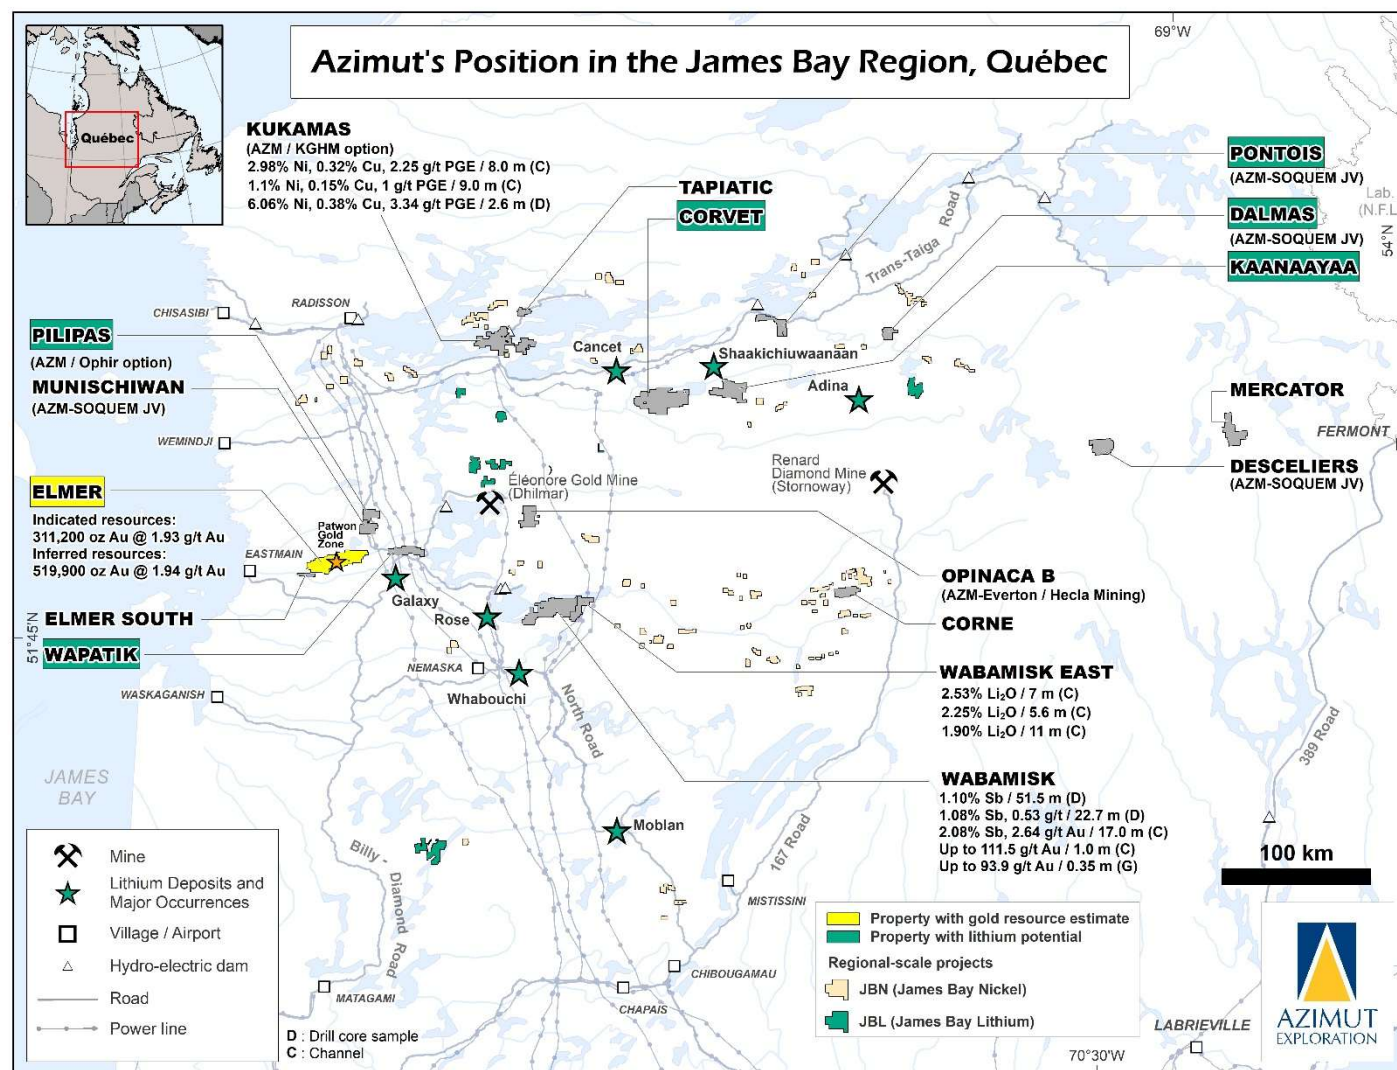 Azimut's Position in the James Bay Region, Québec
69°W
Québec
KUKAMAS
(AZM / KGHM option)
2.98% Ni, 0.32% Cu, 2.25 g/t PGE / 8.0 m (C)
1.1% Ni, 0.15% Cu, 1 g/t PGE / 9.0 m (C)
6.06% Ni, 0.38% Cu, 3.34 g/t PGE / 2.6 m (D)
TAPIATIC
CORVET
PONTOIS
(AZM-SOQUEM JV)
DALMAS
(AZM-SOQUEM JV)
KAANAAYAA
Lab.
(N.F.L
54°N
Trans-Taiga Road
CHISASIBI
RADISSON
PILIPAS
(AZM / Ophir option)
MUNISCHIWAN
(AZM-SOQUEM JV)
Cancet
Shaakichiuwaanaan
Adina
MERCATOR
FERMONT
DESCELIERS
(AZM-SOQUEM JV)
WEMINDJI
L
Éléonore Gold Mine
(Dhilmar)
Renard
Diamond Mine
(Stornoway)
ELMER
Indicated resources:
311,200 oz Au @ 1.93 g/t Au
Inferred resources:
519,900 oz Au @ 1.94 g/t Au
Patwon
Gold
Zone
EASTMAIN
ELMER SOUTH
WAPATIK
51°45'N
Galaxy
Rose
NEMASKA
Whabouchi
WASKAGANISH
OPINACA B
(AZM-Everton / Hecla Mining)
CORNE
WABAMISK EAST
2.53% Li₂O / 7 m (C)
2.25% Li₂O / 5.6 m (C)
1.90% Li₂O / 11 m (C)
WABAMISK
1.10% Sb / 51.5 m (D)
1.08% Sb, 0.53 g/t / 22.7 m (D)
2.08% Sb, 2.64 g/t Au / 17.0 m (C)
Up to 111.5 g/t Au / 1.0 m (C)
Up to 93.9 g/t Au / 0.35 m (G)
North Road
389 Road
167 Road
Billy-Diamond Road
JAMES
BAY
Moblan
MISTISSINI
CHIBOUGAMAU
CHAPAIS
MATAGAMI
LABRIEVILLE
70°30'W
100 km
Mine
Lithium Deposits and
Major Occurrences
Village / Airport
Hydro-electric dam
Road
Power line
D : Drill core sample
C : Channel
Property with gold resource estimate
Property with lithium potential
Regional-scale projects
JBN (James Bay Nickel)
JBL (James Bay Lithium)
AZIMUT
EXPLORATION